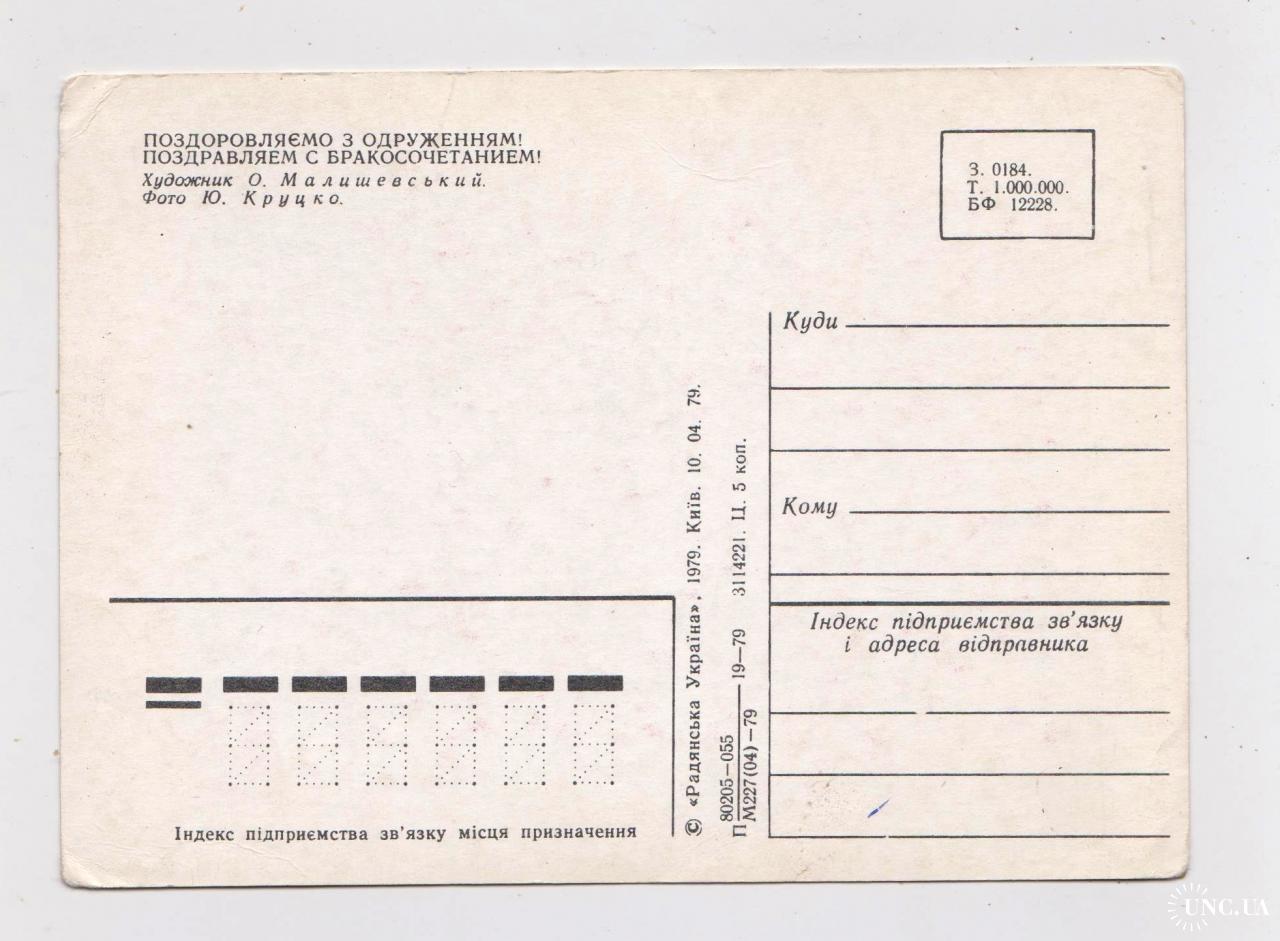 ПОЗДОРОВЛЯЄМО З ОДРУЖЕННЯМ!
ПОЗДРАВЛЯЕМ С БРАКОСОЧЕТАНИЕМ!
Художник О. Малишевський.
Фото Ю. Круцко.
З. 0184.
Т. 1.000.000.
БФ 12228.
Куди
Кому
Індекс підприємства зв'язку
і адреса відправника
Індекс підприємства зв'язку місця призначення
© «Радянська Україна», 1979. Київ. 10. 04. 79.
П 80205—055
М227(04)—79 19—79 3114221. Ц. 5 коп.
UNC.UA